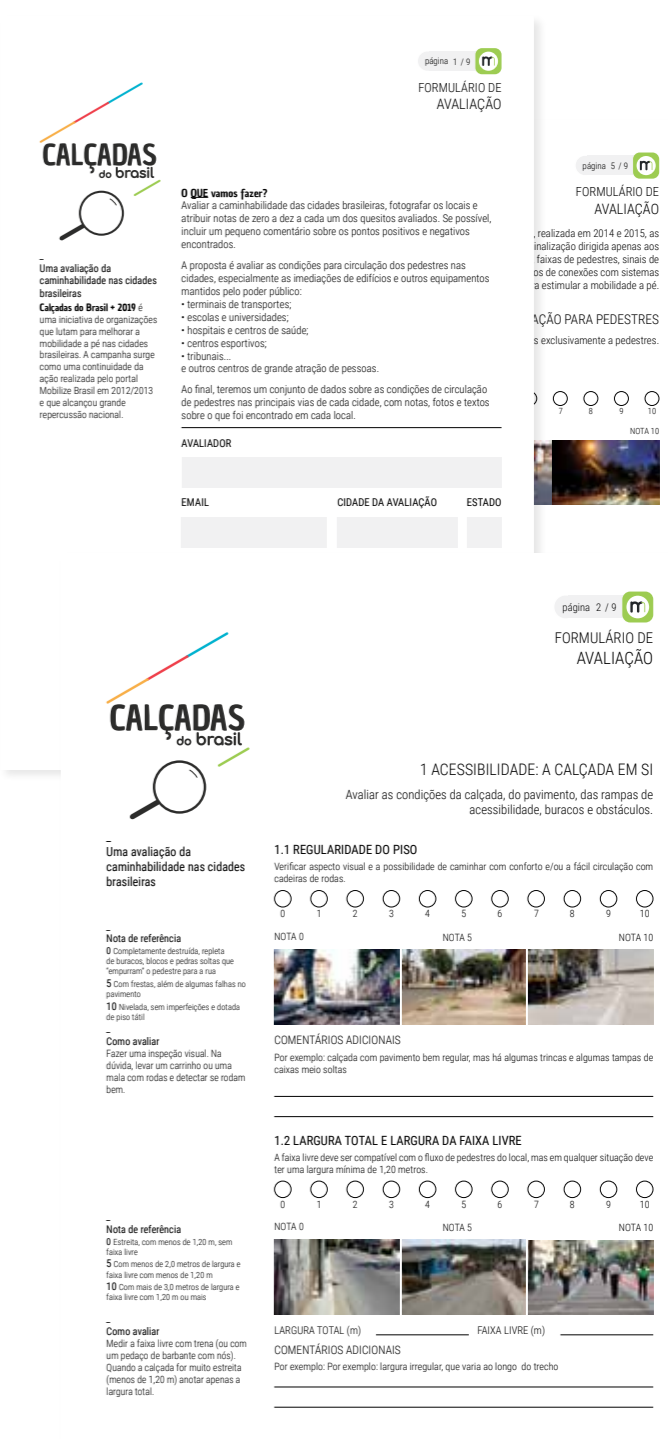 página 1 / 9
FORMULÁRIO DE
AVALIAÇÃO
CALÇADAS
do brasil
Uma avaliação da
caminhabilidade nas cidades
brasileiras
Calçadas do Brasil + 2019 é
uma iniciativa de organizações
que lutam para melhorar a
mobilidade a pé nas cidades
brasileiras. A campanha surge
como uma continuidade da
ação realizada pelo portal
Mobilize Brasil em 2012/2013
e que alcançou grande
repercussão nacional.
O QUE vamos fazer?
Avaliar a caminhabilidade das cidades brasileiras, fotografar os locais e
atribuir notas de zero a dez a cada um dos quesitos avaliados. Se possível,
incluir um pequeno comentário sobre os pontos positivos e negativos
encontrados.
A proposta é avaliar as condições para circulação dos pedestres nas
cidades, especialmente as imediações de edifícios e outros equipamentos
mantidos pelo poder público:
• terminais de transportes;
• escolas e universidades;
• hospitais e centros de saúde;
• centros esportivos;
• tribunais...
e outros centros de grande atração de pessoas.
Ao final, teremos um conjunto de dados sobre as condições de circulação
de pedestres nas principais vias de cada cidade, com notas, fotos e textos
sobre o que foi encontrado em cada local.
AVALIADOR
EMAIL CIDADE DA AVALIAÇÃO ESTADO
página 5 / 9
FORMULÁRIO DE
AVALIAÇÃO
, realizada em 2014 e 2015, as
inalização dirigida apenas aos
faixas de pedestres, sinais de
os de conexões com sistemas
a estimular a mobilidade a pé.
AÇÃO PARA PEDESTRES
s exclusivamente a pedestres.
7 8 9 10
NOTA 10
página 2 / 9
FORMULÁRIO DE
AVALIAÇÃO
CALÇADAS
do brasil
Uma avaliação da
caminhabilidade nas cidades
brasileiras
1 ACESSIBILIDADE: A CALÇADA EM SI
Avaliar as condições da calçada, do pavimento, das rampas de
acessibilidade, buracos e obstáculos.
1.1 REGULARIDADE DO PISO
Verificar aspecto visual e a possibilidade de caminhar com conforto e/ou a fácil circulação com
cadeiras de rodas.
0 1 2 3 4 5 6 7 8 9 10
NOTA 0 NOTA 5 NOTA 10
Nota de referência
0 Completamente destruída, repleta
de buracos, blocos e pedras soltas que
"empurram" o pedestre para a rua
5 Com frestas, além de algumas falhas no
pavimento
10 Nivelada, sem imperfeições e dotada
de piso tátil
Como avaliar
Fazer uma inspeção visual. Na
dúvida, levar um carrinho ou uma
mala com rodas e detectar se rodam
bem.
COMENTÁRIOS ADICIONAIS
Por exemplo: calçada com pavimento bem regular, mas há algumas trincas e algumas tampas de
caixas meio soltas
1.2 LARGURA TOTAL E LARGURA DA FAIXA LIVRE
A faixa livre deve ser compatível com o fluxo de pedestres do local, mas em qualquer situação deve
ter uma largura mínima de 1,20 metros.
0 1 2 3 4 5 6 7 8 9 10
NOTA 0 NOTA 5 NOTA 10
Nota de referência
0 Estreita, com menos de 1,20 m, sem
faixa livre
5 Com menos de 2,0 metros de largura e
faixa livre com menos de 1,20 m
10 Com mais de 3,0 metros de largura e
faixa livre com 1,20 m ou mais
Como avaliar
Medir a faixa livre com trena (ou com
um pedaço de barbante com nós).
Quando a calçada for muito estreita
(menos de 1,20 m) anotar apenas a
largura total.
LARGURA TOTAL (m) FAIXA LIVRE (m)
COMENTÁRIOS ADICIONAIS
Por exemplo: Por exemplo: largura irregular, que varia ao longo do trecho